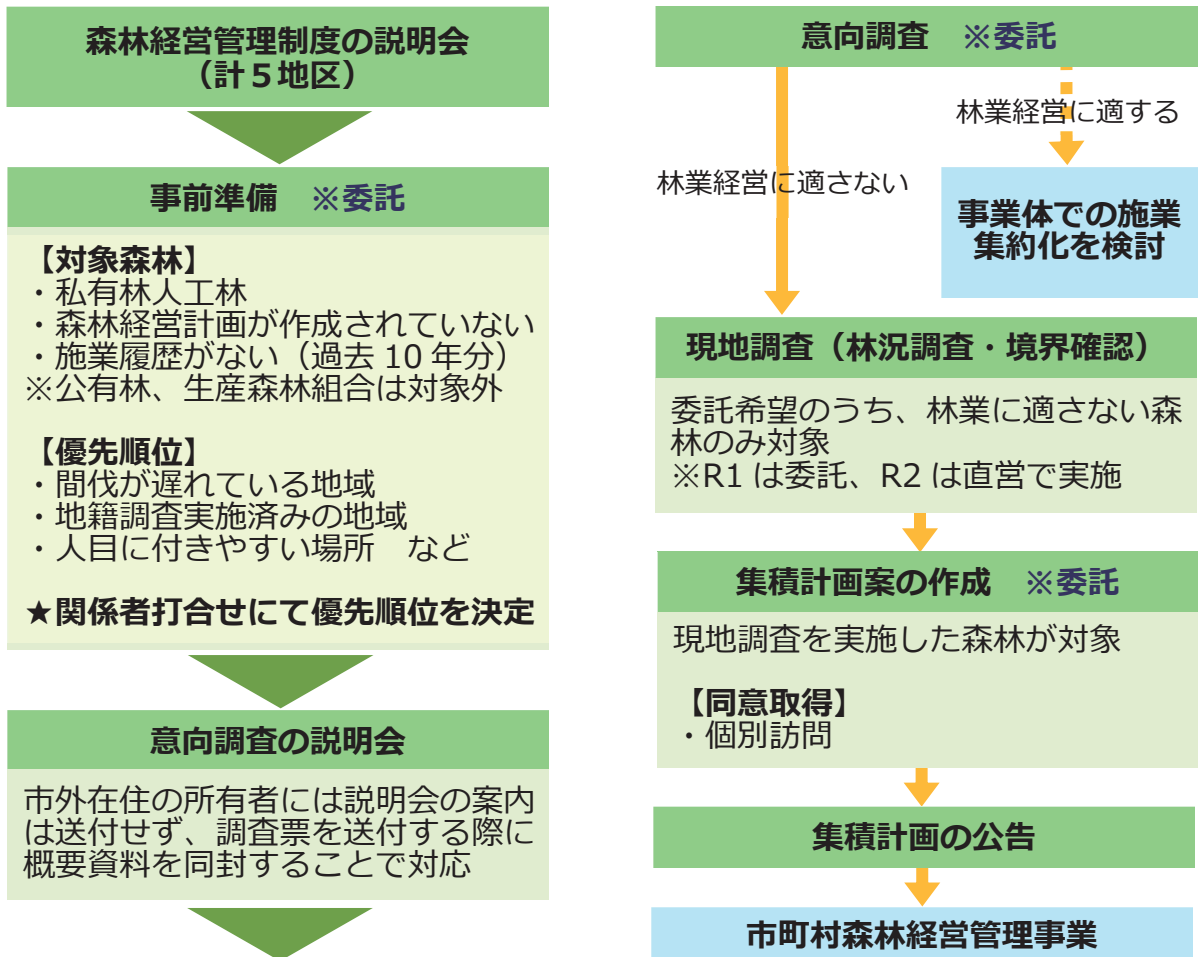 森林経営管理制度の説明会
（計５地区）
事前準備　※委託
【対象森林】
・私有林人工林
・森林経営計画が作成されていない
・施業履歴がない（過去 10 年分）
※公有林、生産森林組合は対象外
【優先順位】
・間伐が遅れている地域
・地籍調査実施済みの地域
・人目に付きやすい場所　など
★関係者打合せにて優先順位を決定
意向調査の説明会
市外在住の所有者には説明会の案内
は送付せず、調査票を送付する際に
概要資料を同封することで対応
意向調査　※委託
林業経営に適する
林業経営に適さない
事業体での施業
集約化を検討
現地調査（林況調査・境界確認）
委託希望のうち、林業に適さない森
林のみ対象
※R1 は委託、R2 は直営で実施
集積計画案の作成　※委託
現地調査を実施した森林が対象
【同意取得】
・個別訪問
集積計画の公告
市町村森林経営管理事業